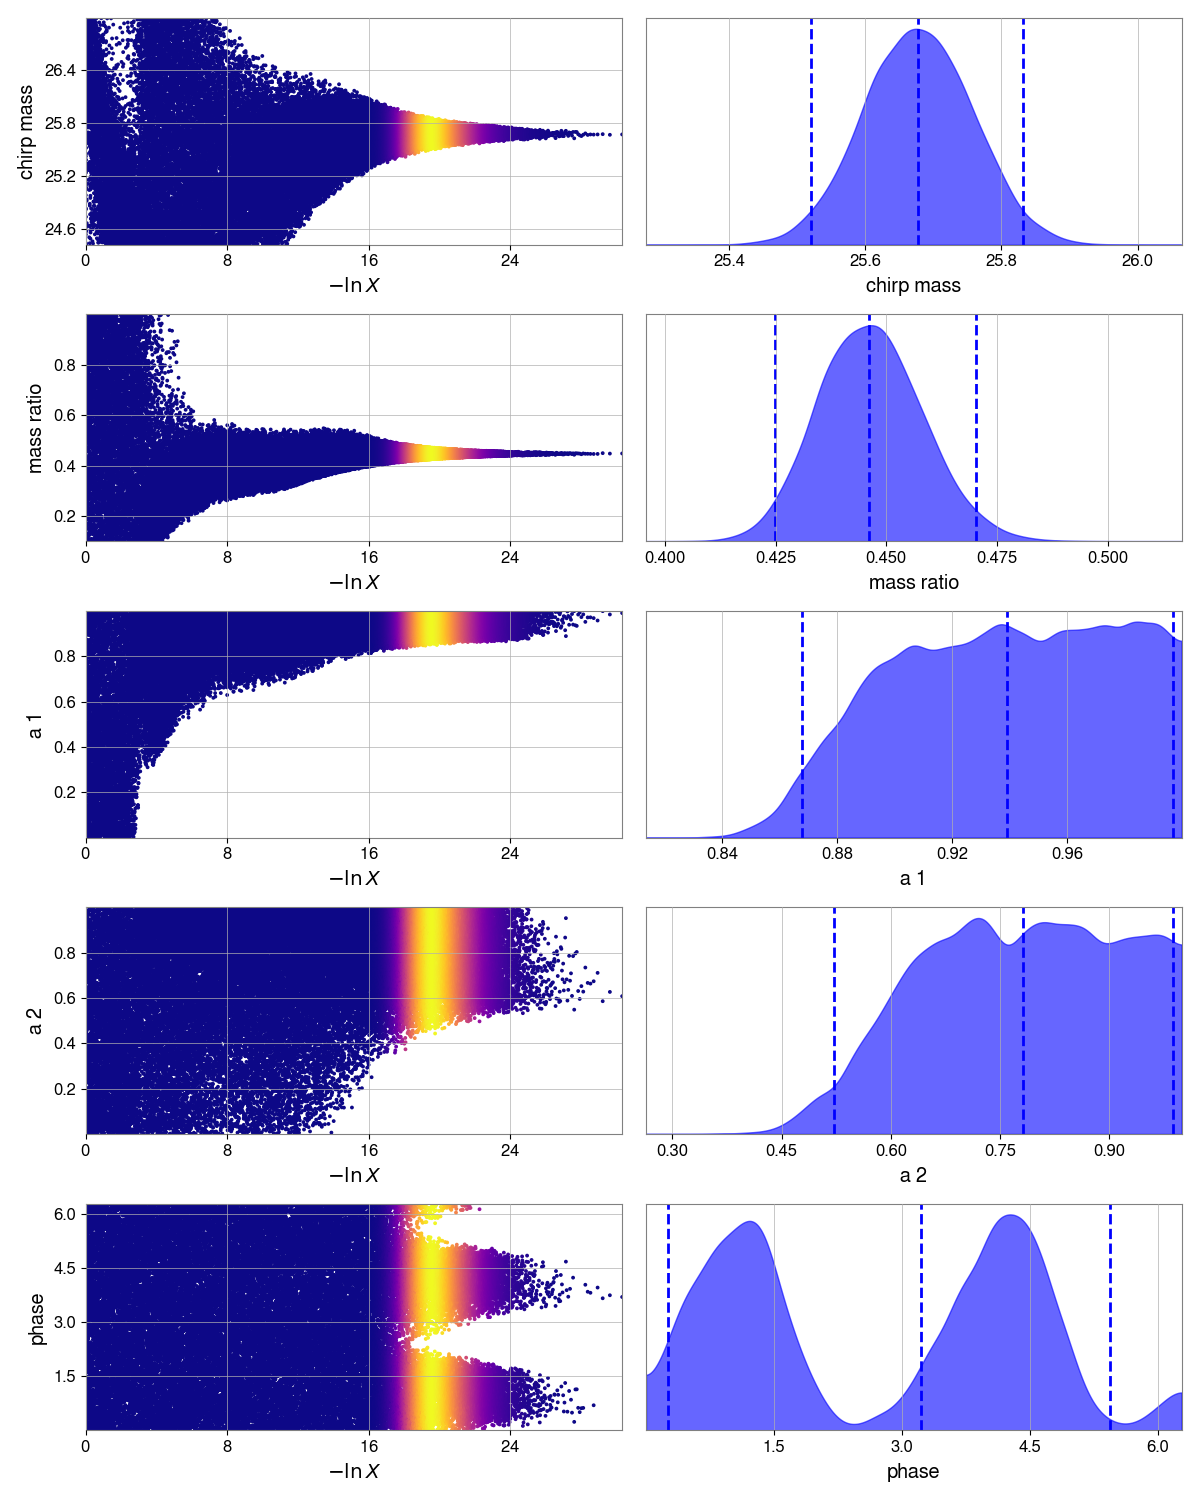 26.4
25.8
25.2
24.6
chirp mass
0 8 16 24
−ln X
25.4 25.6 25.8 26.0
chirp mass
0.8
0.6
0.4
0.2
mass ratio
0 8 16 24
−ln X
0.400 0.425 0.450 0.475 0.500
mass ratio
0.8
0.6
0.4
0.2
a 1
0 8 16 24
−ln X
0.84 0.88 0.92 0.96
a 1
0.8
0.6
0.4
0.2
a 2
0 8 16 24
−ln X
0.30 0.45 0.60 0.75 0.90
a 2
6.0
4.5
3.0
1.5
phase
0 8 16 24
−ln X
1.5 3.0 4.5 6.0
phase